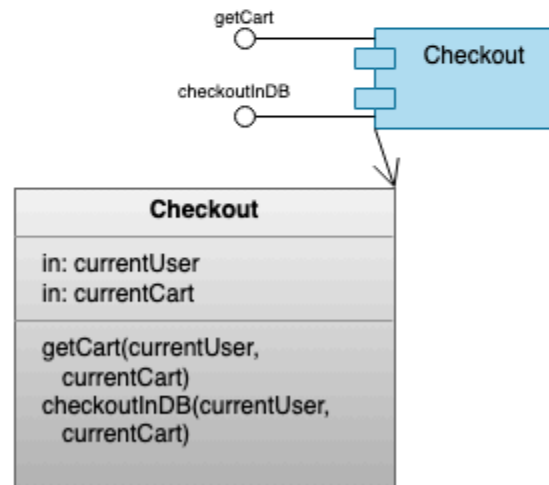 getCart
Checkout
checkoutInDB
Checkout
in: currentUser
in: currentCart
getCart(currentUser,
currentCart)
checkoutInDB(currentUser,
currentCart)